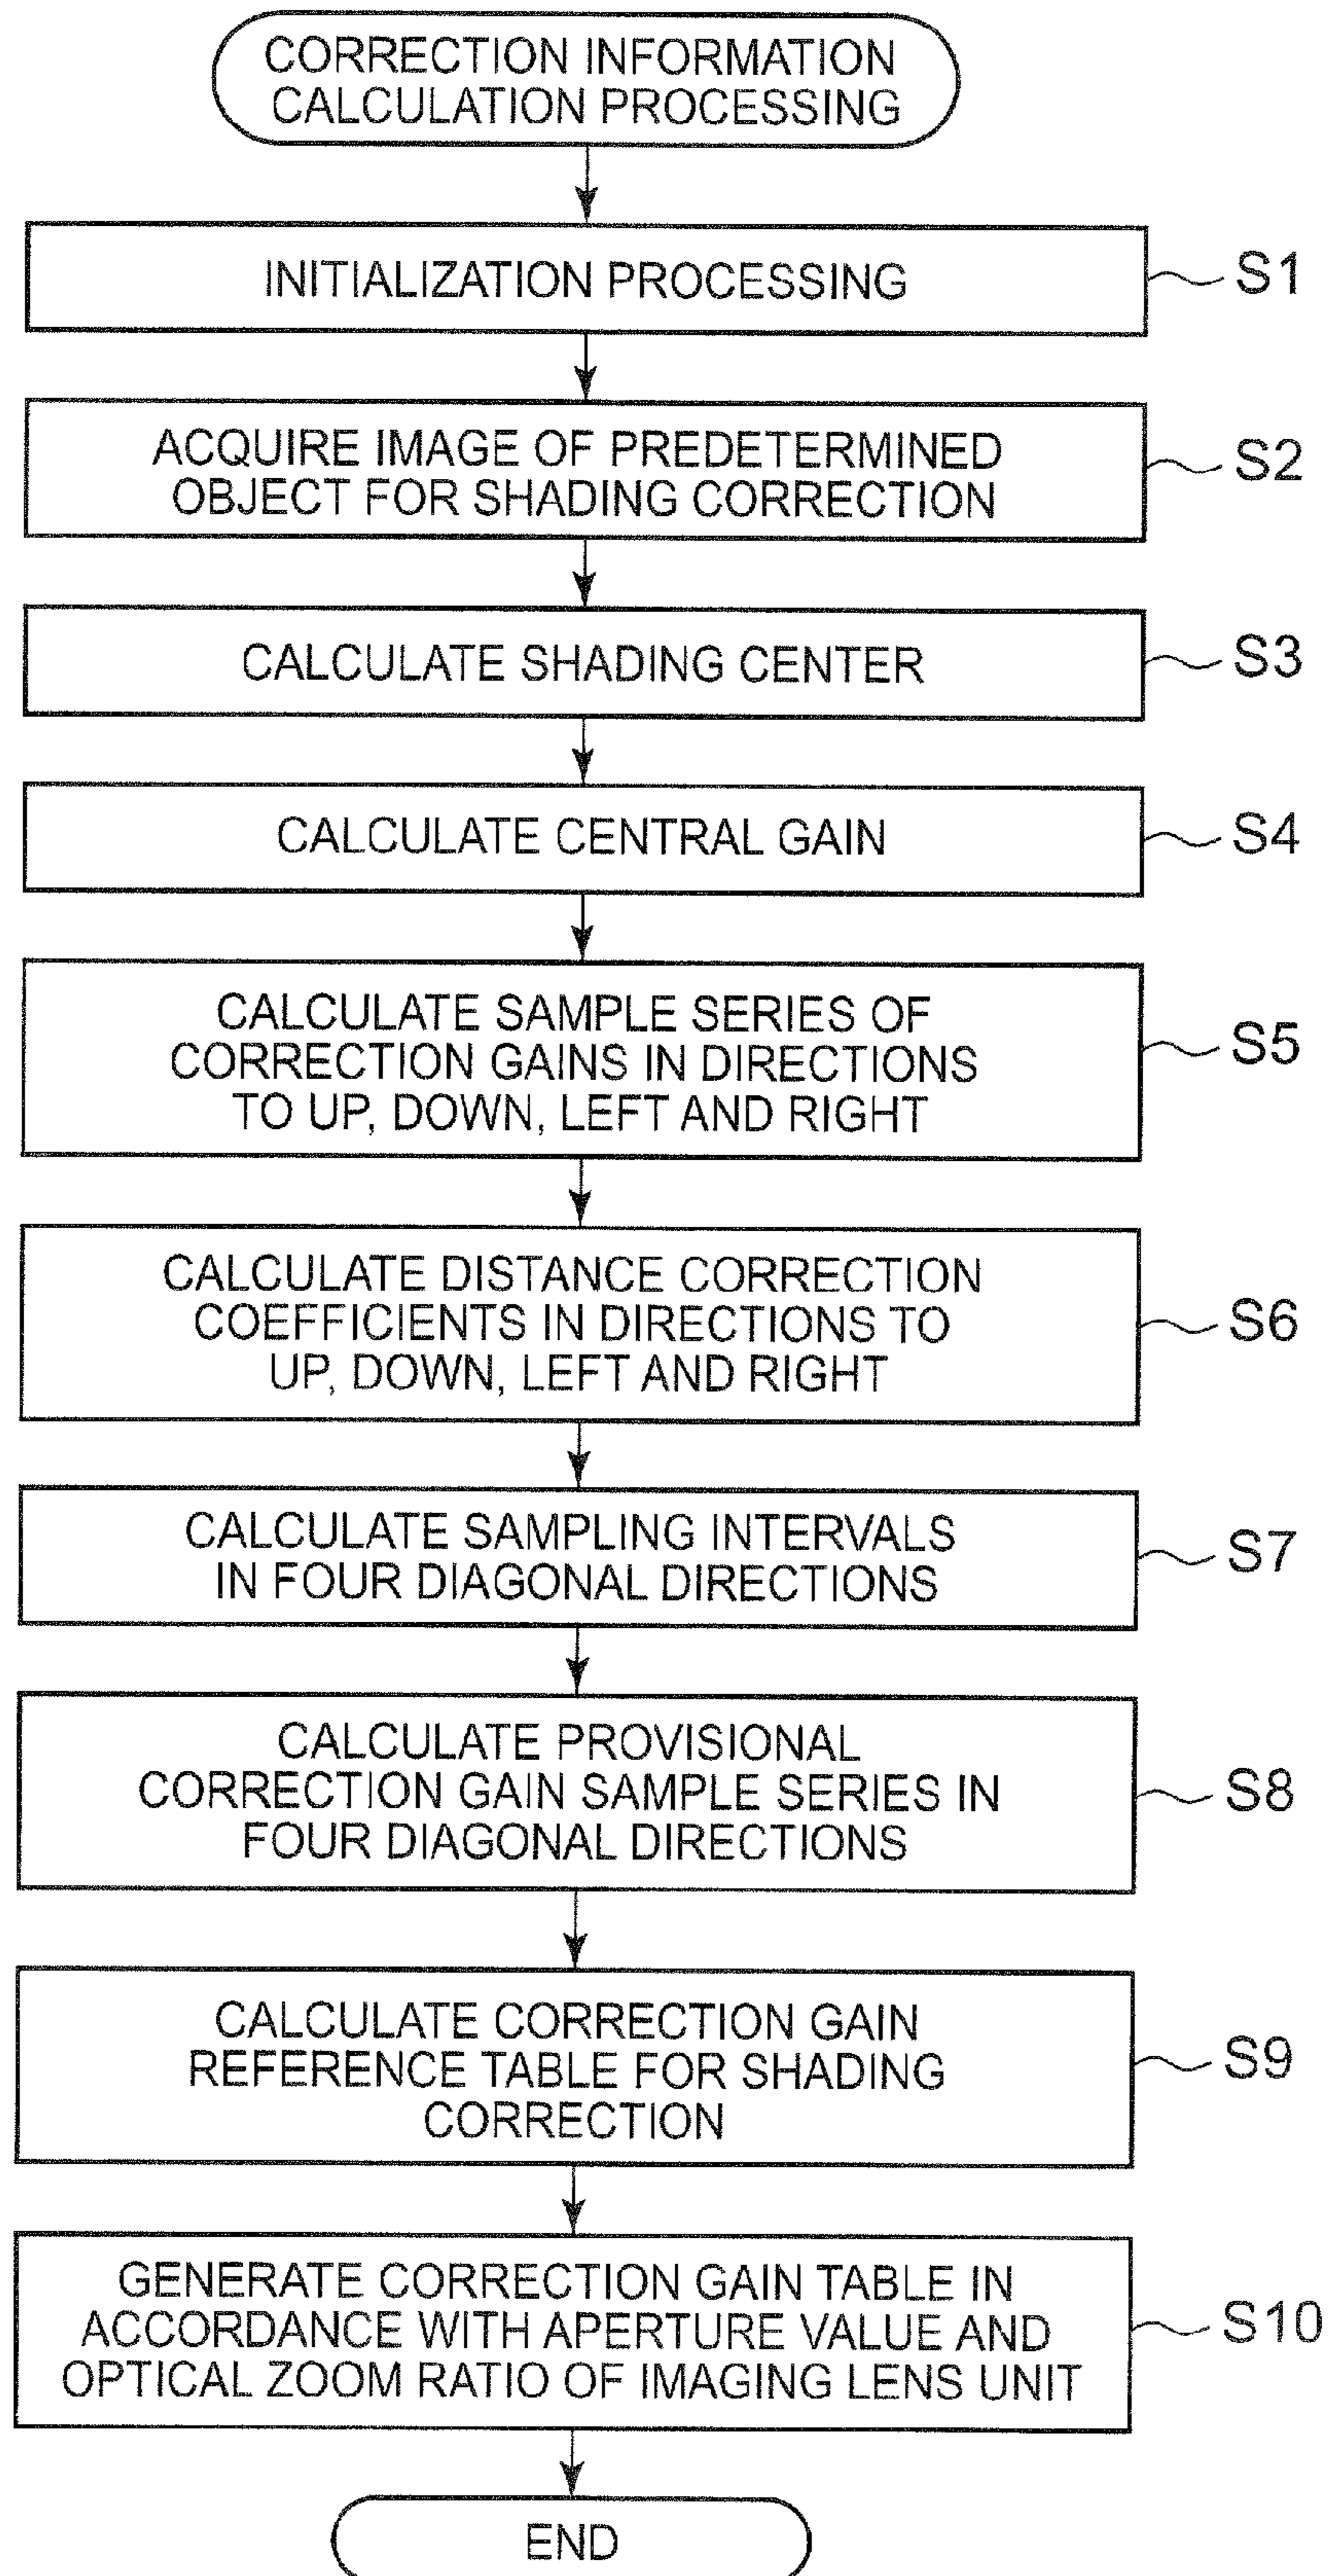 CORRECTION INFORMATION
CALCULATION PROCESSING
INITIALIZATION PROCESSING
S1
ACQUIRE IMAGE OF PREDETERMINED
OBJECT FOR SHADING CORRECTION
S2
CALCULATE SHADING CENTER
S3
CALCULATE CENTRAL GAIN
S4
CALCULATE SAMPLE SERIES OF
CORRECTION GAINS IN DIRECTIONS
TO UP, DOWN, LEFT AND RIGHT
S5
CALCULATE DISTANCE CORRECTION
COEFFICIENTS IN DIRECTIONS TO
UP, DOWN, LEFT AND RIGHT
S6
CALCULATE SAMPLING INTERVALS
IN FOUR DIAGONAL DIRECTIONS
S7
CALCULATE PROVISIONAL
CORRECTION GAIN SAMPLE SERIES IN
FOUR DIAGONAL DIRECTIONS
S8
CALCULATE CORRECTION GAIN
REFERENCE TABLE FOR SHADING
CORRECTION
S9
GENERATE CORRECTION GAIN TABLE IN
ACCORDANCE WITH APERTURE VALUE AND
OPTICAL ZOOM RATIO OF IMAGING LENS UNIT
S10
END